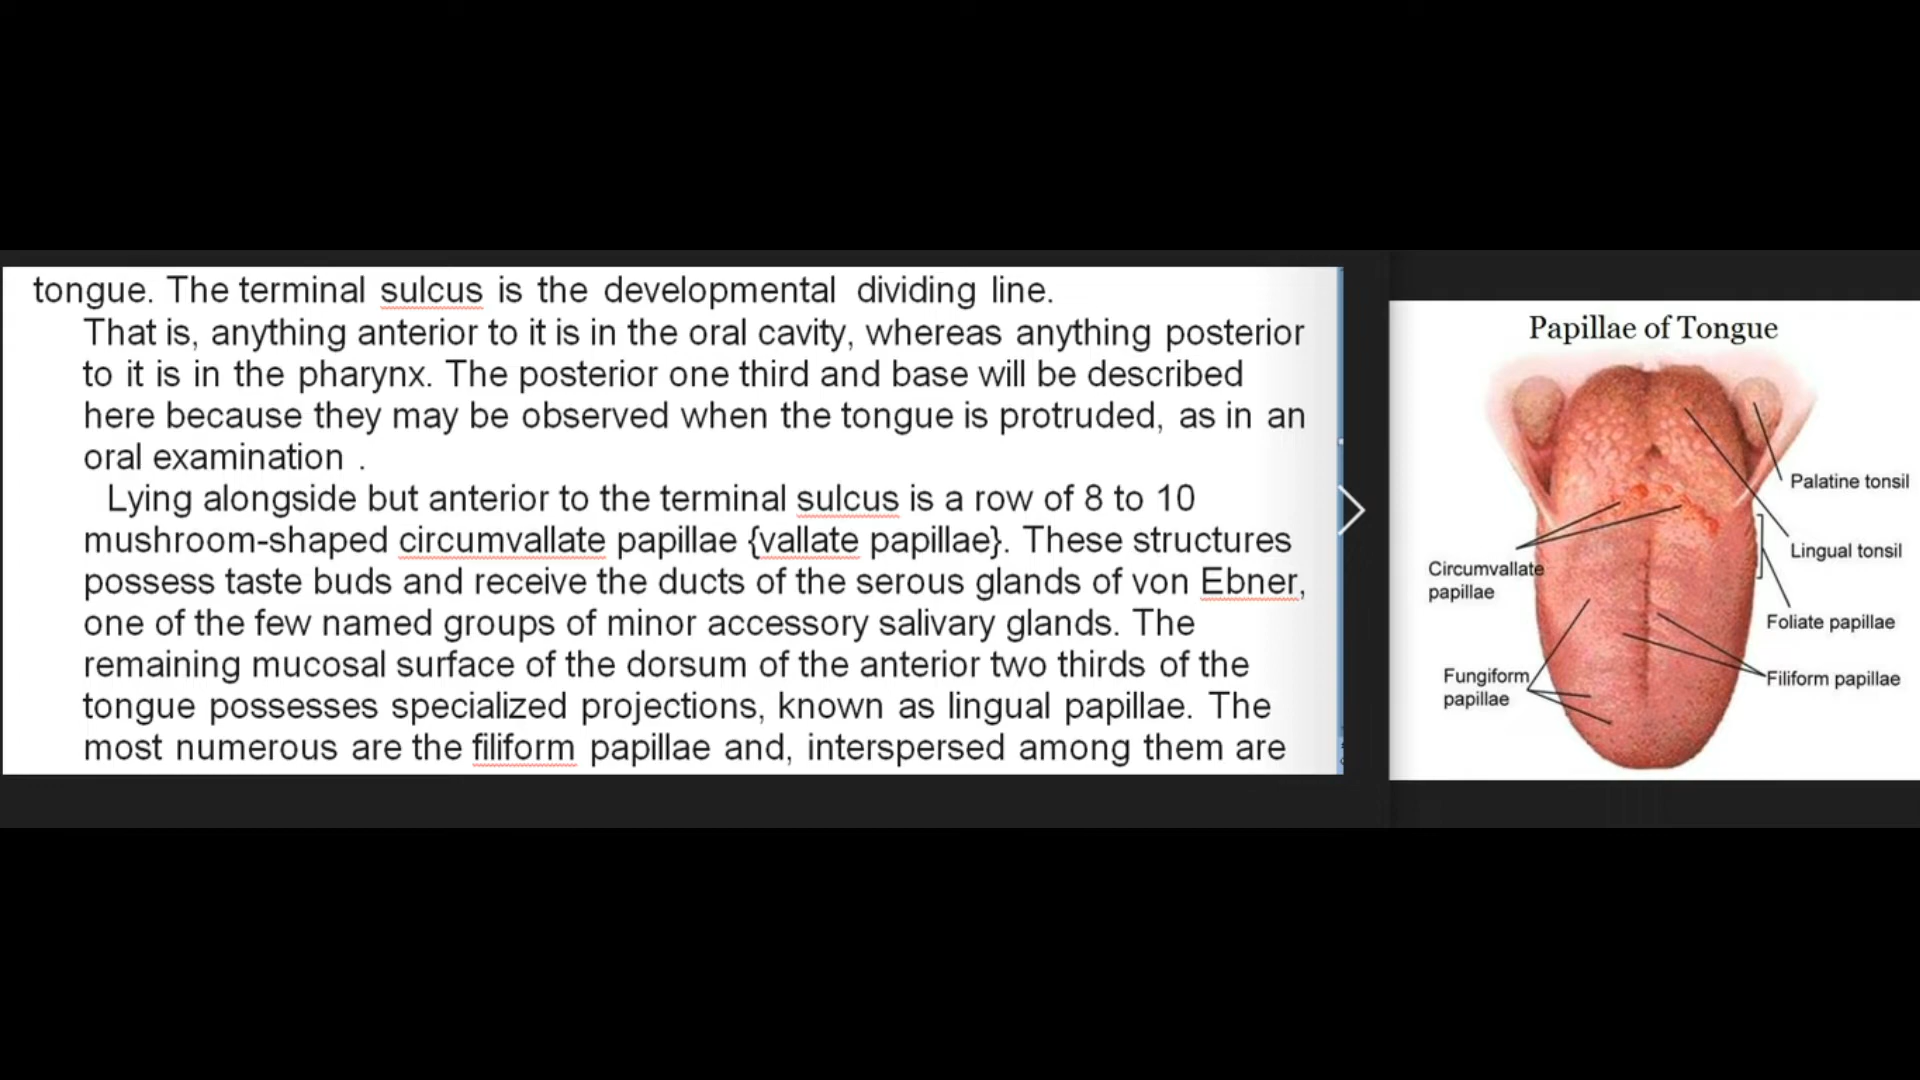 tongue. The terminal sulcus is the developmental dividing line.
That is, anything anterior to it is in the oral cavity, whereas anything posterior
to it is in the pharynx. The posterior one third and base will be described
here because they may be observed when the tongue is protruded, as in an
oral examination .
Lying alongside but anterior to the terminal sulcus is a row of 8 to 10
mushroom-shaped circumvallate papillae {vallate papillae}. These structures
possess taste buds and receive the ducts of the serous glands of von Ebner,
one of the few named groups of minor accessory salivary glands. The
remaining mucosal surface of the dorsum of the anterior two thirds of the
tongue possesses specialized projections, known as lingual papillae. The
most numerous are the filiform papillae and, interspersed among them are
Papillae of Tongue
Palatine tonsil
Lingual tonsil
Circumvallate
papillae
Foliate papillae
Fungiform
papillae
Filiform papillae